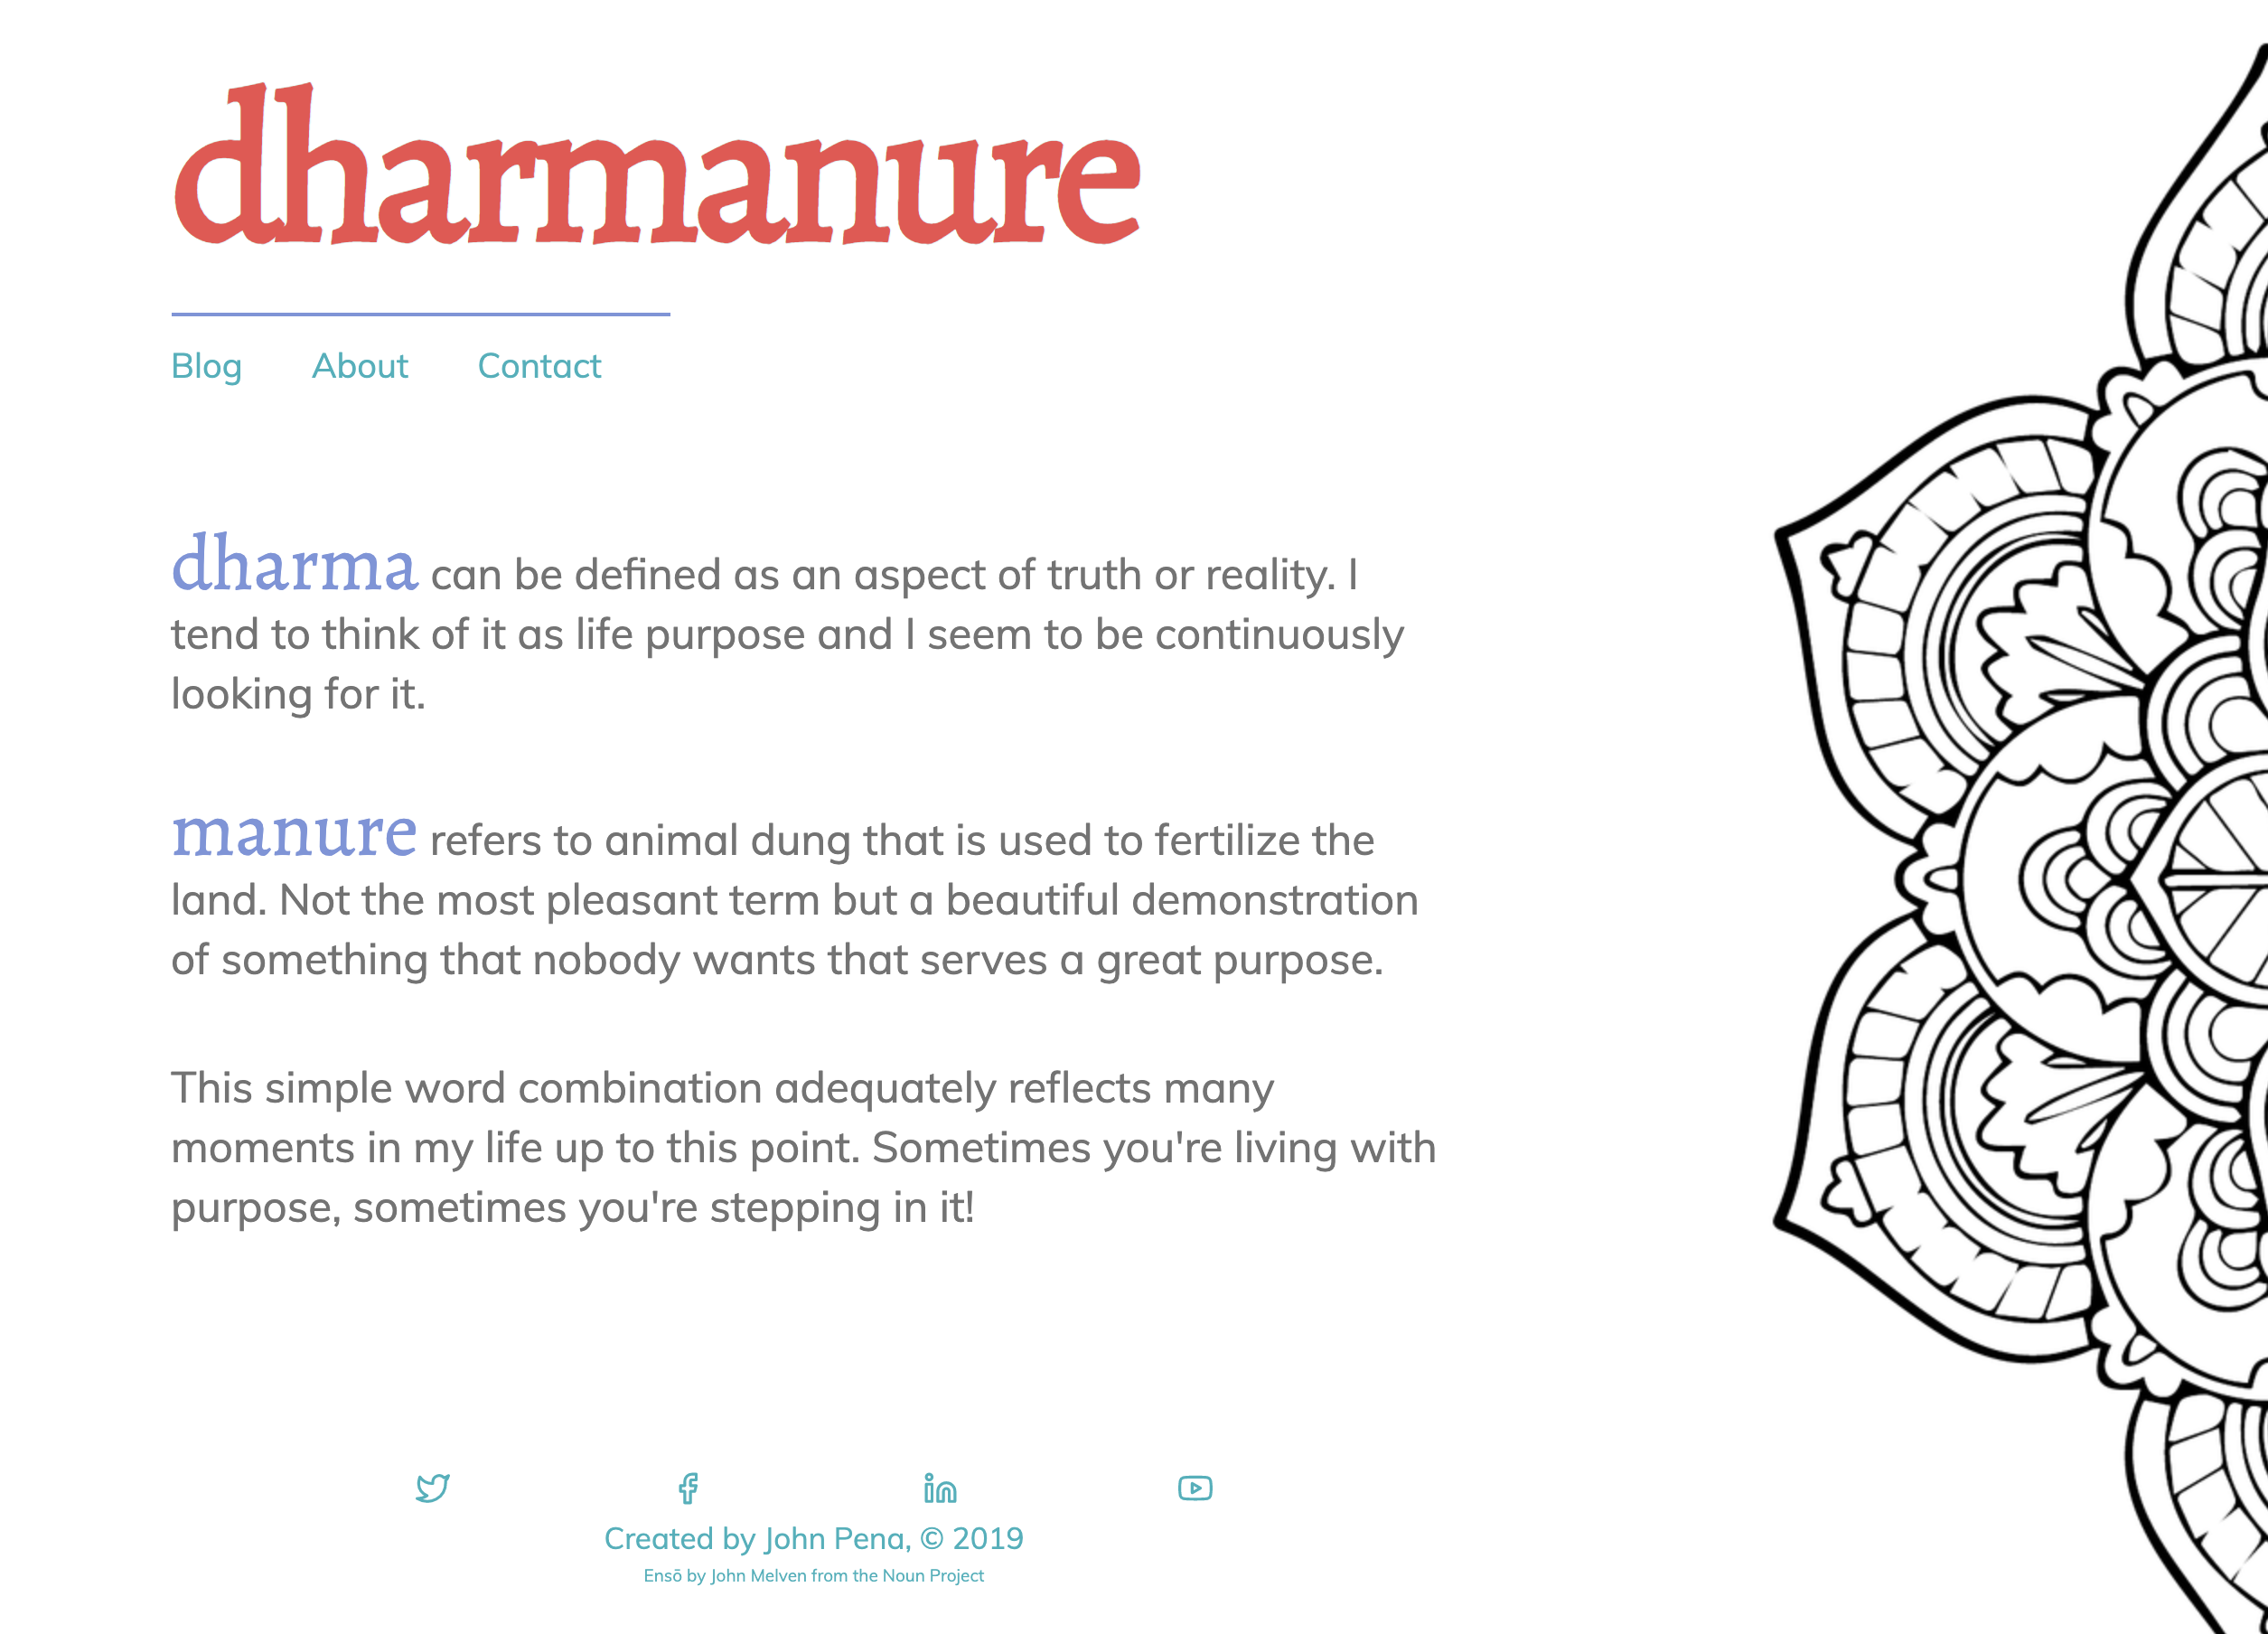 dharmanure
Blog About Contact
dharma can be defined as an aspect of truth or reality. I
tend to think of it as life purpose and I seem to be continuously
looking for it.
manure refers to animal dung that is used to fertilize the
land. Not the most pleasant term but a beautiful demonstration
of something that nobody wants that serves a great purpose.
This simple word combination adequately reflects many
moments in my life up to this point. Sometimes you're living with
purpose, sometimes you're stepping in it!
Created by John Pena, © 2019
Ensō by John Melven from the Noun Project